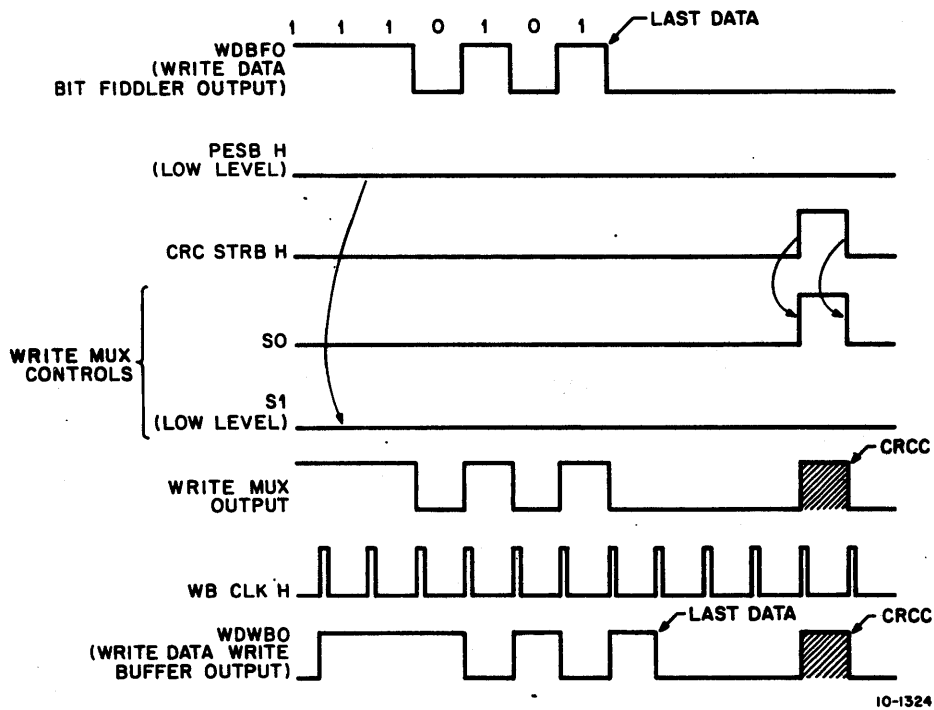 1 1 1 0 1 0 1
LAST DATA
WDBFO
(WRITE DATA
BIT FIDDLER OUTPUT)
PESB H
(LOW LEVEL)
CRC STRB H
WRITE MUX
CONTROLS
S0
S1
(LOW LEVEL)
CRCC
WRITE MUX
OUTPUT
WB CLK H
LAST DATA
CRCC
WDWBO
(WRITE DATA WRITE
BUFFER OUTPUT)
10-1324